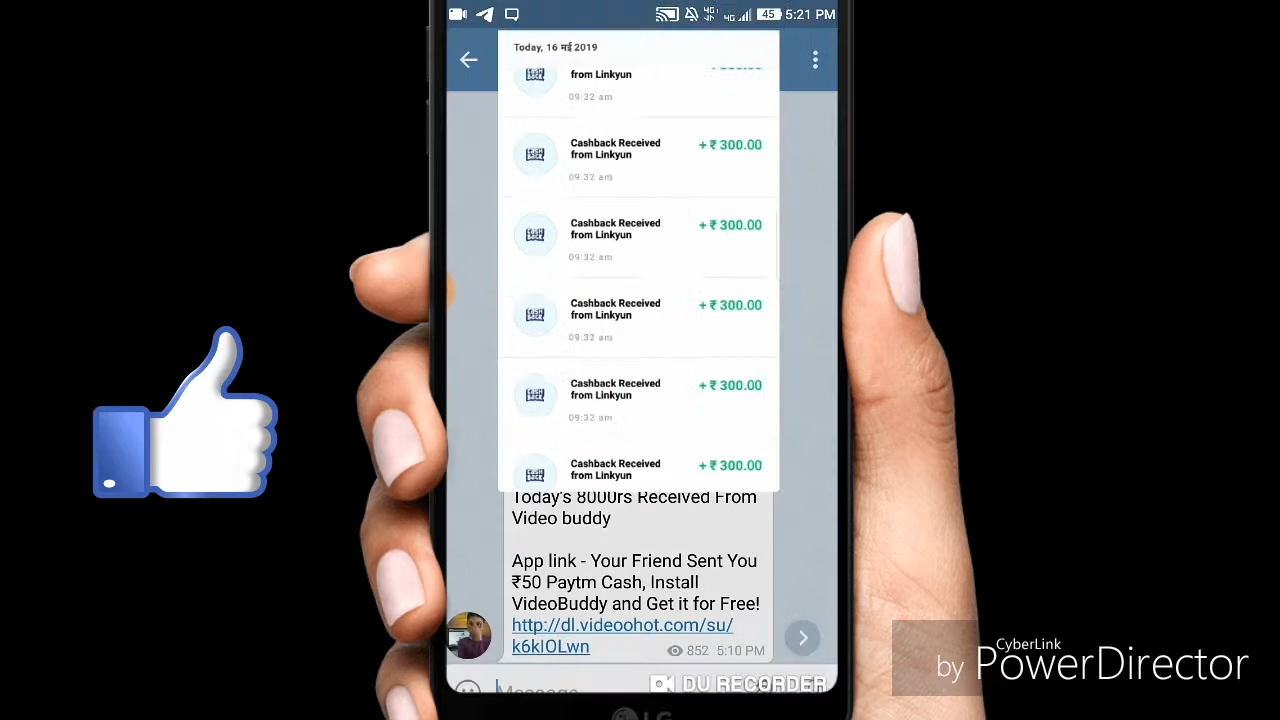 45 5:21 PM
Today, 16 मई 2019
from Linkyun
09:32 am
Cashback Received
from Linkyun
+ ₹ 300.00
09:32 am
Cashback Received
from Linkyun
+ ₹ 300.00
09:32 am
Cashback Received
from Linkyun
+ ₹ 300.00
09:32 am
Cashback Received
from Linkyun
+ ₹ 300.00
09:32 am
Cashback Received
from Linkyun
+ ₹ 300.00
Today's 8000rs Received From
Video buddy
App link - Your Friend Sent You
₹50 Paytm Cash, Install
VideoBuddy and Get it for Free!
http://dl.videoohot.com/su/
k6kIOLwn
852 5:10 PM
Message
DU RECORDER
LG
CyberLink
by PowerDirector